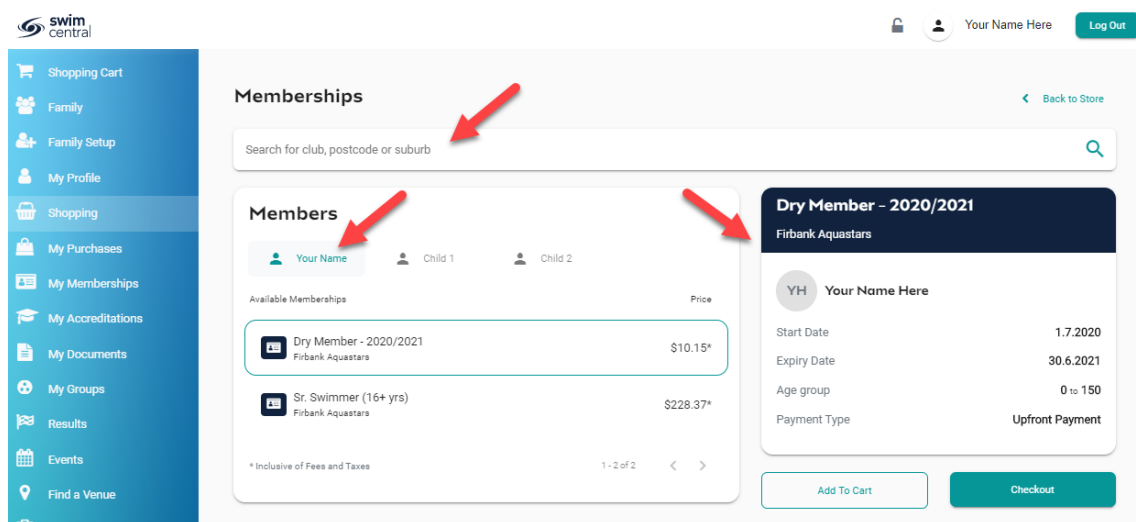 swim
central
Your Name Here
Log Out
Shopping Cart
Family
Family Setup
My Profile
Shopping
My Purchases
My Memberships
My Accreditations
My Documents
My Groups
Results
Events
Find a Venue
Memberships
Back to Store
Search for club, postcode or suburb
Members
Your Name
Child 1
Child 2
Available Memberships
Price
Dry Member - 2020/2021
Firbank Aquastars
$10.15*
Sr. Swimmer (16+ yrs)
Firbank Aquastars
$228.37*
* Inclusive of Fees and Taxes
1 - 2 of 2
Dry Member - 2020/2021
Firbank Aquastars
YH
Your Name Here
Start Date
1.7.2020
Expiry Date
30.6.2021
Age group
0 to 150
Payment Type
Upfront Payment
Add To Cart
Checkout